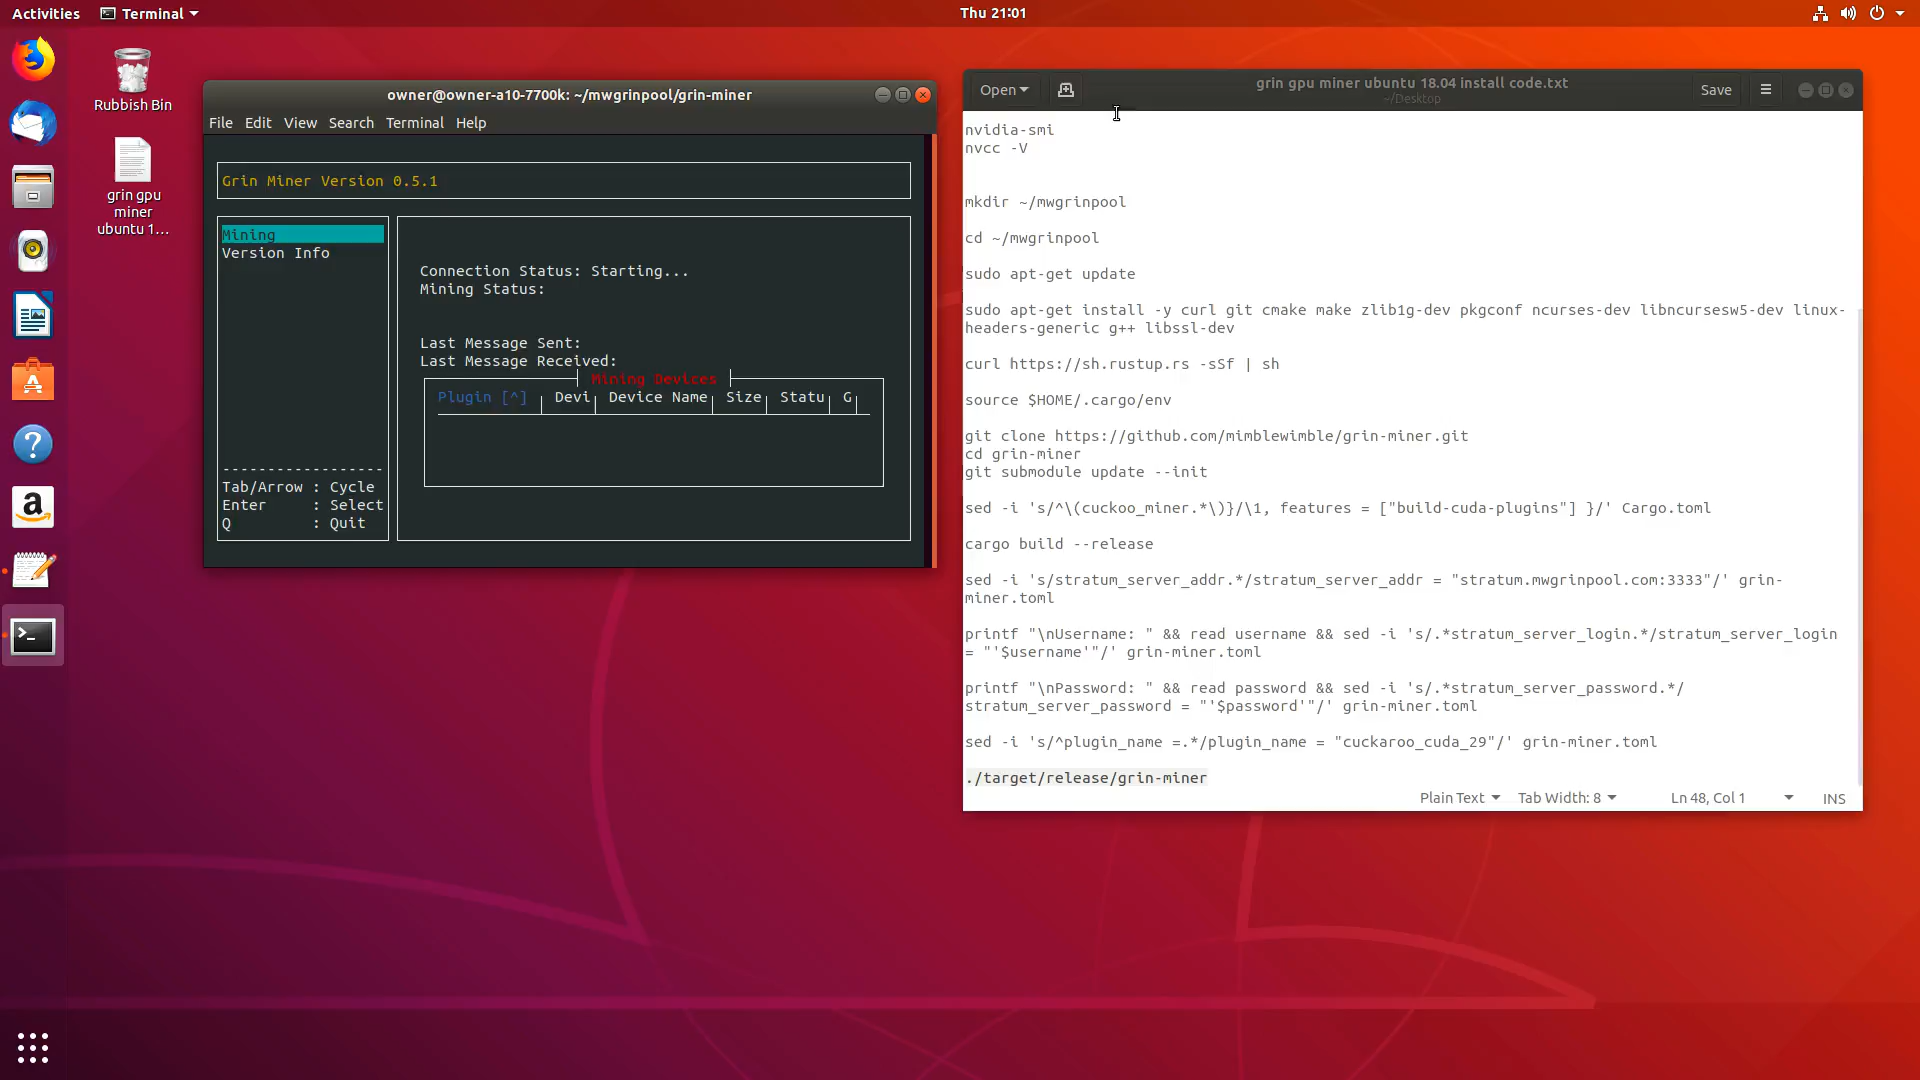 Activities
Terminal
Thu 21:01
Rubbish Bin
grin gpu
miner
ubuntu 1...
owner@owner-a10-7700k: ~/mwgrinpool/grin-miner
File Edit View Search Terminal Help
Grin Miner Version 0.5.1
Mining
Version Info
Tab/Arrow : Cycle
Enter : Select
Q : Quit
Connection Status: Starting...
Mining Status:
Last Message Sent:
Last Message Received:
Mining Devices
Plugin [^] Devi Device Name Size Statu G
Open
grin gpu miner ubuntu 18.04 install code.txt
~/Desktop
Save
nvidia-smi
nvcc -V
mkdir ~/mwgrinpool
cd ~/mwgrinpool
sudo apt-get update
sudo apt-get install -y curl git cmake make zlib1g-dev pkgconf ncurses-dev libncursesw5-dev linux-
headers-generic g++ libssl-dev
curl https://sh.rustup.rs -sSf | sh
source $HOME/.cargo/env
git clone https://github.com/mimblewimble/grin-miner.git
cd grin-miner
git submodule update --init
sed -i 's/^\(cuckoo_miner.*\)}/\1, features = ["build-cuda-plugins"] }/' Cargo.toml
cargo build --release
sed -i 's/stratum_server_addr.*/stratum_server_addr = "stratum.mwgrinpool.com:3333"/' grin-
miner.toml
printf "\nUsername: " && read username && sed -i 's/.*stratum_server_login.*/stratum_server_login
= "'$username'"/' grin-miner.toml
printf "\nPassword: " && read password && sed -i 's/.*stratum_server_password.*/
stratum_server_password = "'$password'"/' grin-miner.toml
sed -i 's/^plugin_name =.*/plugin_name = "cuckaroo_cuda_29"/' grin-miner.toml
./target/release/grin-miner
Plain Text Tab Width: 8 Ln 48, Col 1 INS